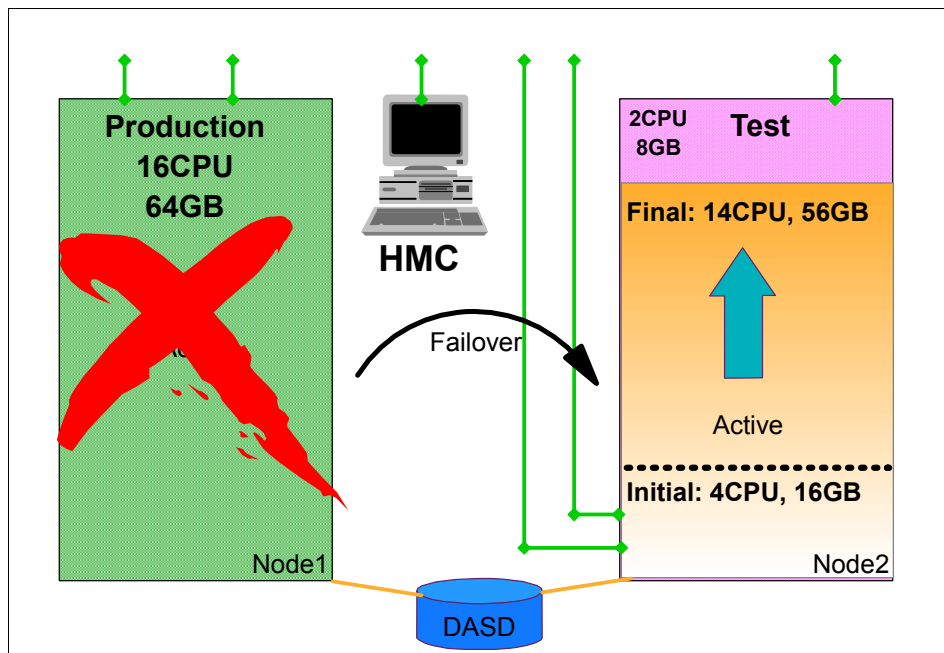 Production
16CPU
64GB
Node1
HMC
Failover
2CPU
8GB
Test
Final: 14CPU, 56GB
Active
Initial: 4CPU, 16GB
Node2
DASD